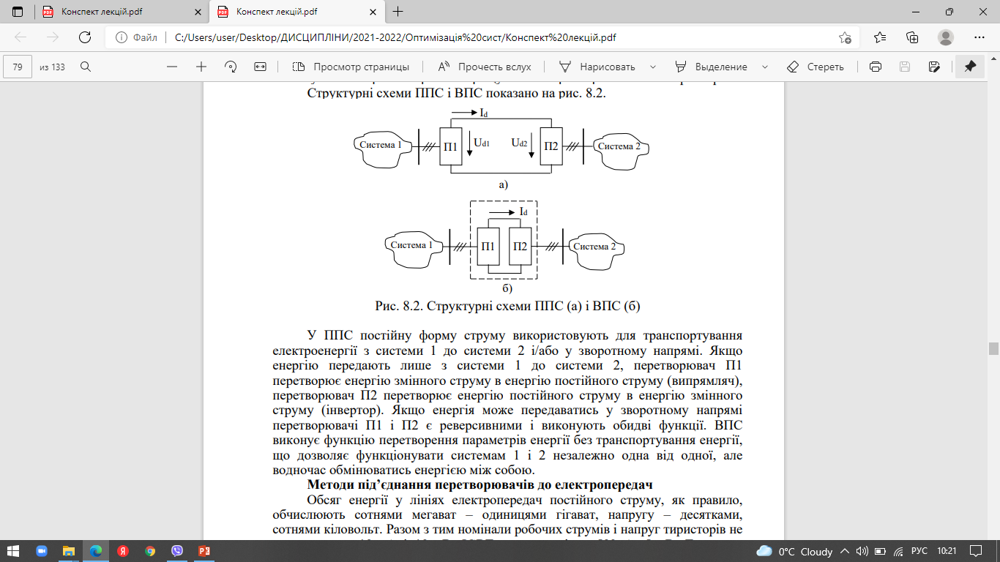 Конспект лекцій.pdf
Конспект лекцій.pdf
Файл
C:/Users/user/Desktop/ДИСЦИПЛІНИ/2021-2022/Оптимізація%20сист/Конспект%20лекцій.pdf
79 из 133
Просмотр страницы
Прочесть вслух
Нарисовать
Выделение
Стереть
Структурні схеми ППС і ВПС показано на рис. 8.2.
Id
Система 1
П1
Ud1
Ud2
П2
Система 2
а)
Id
Система 1
П1
П2
Система 2
б)
Рис. 8.2. Структурні схеми ППС (а) і ВПС (б)
У ППС постійну форму струму використовують для транспортування
електроенергії з системи 1 до системи 2 і/або у зворотному напрямі. Якщо
енергію передають лише з системи 1 до системи 2, перетворювач П1
перетворює енергію змінного струму в енергію постійного струму (випрямляч),
перетворювач П2 перетворює енергію постійного струму в енергію змінного
струму (інвертор). Якщо енергія може передаватись у зворотному напрямі
перетворювачі П1 і П2 є реверсивними і виконують обидві функції. ВПС
виконує функцію перетворення параметрів енергії без транспортування енергії,
що дозволяє функціонувати системам 1 і 2 незалежно одна від одної, але
водночас обмінюватись енергією між собою.
Методи під’єднання перетворювачів до електропередач
Обсяг енергії у лініях електропередач постійного струму, як правило,
обчислюють сотнями мегават – одиницями гігават, напругу – десятками,
сотнями кіловольт. Разом з тим номінали робочих струмів і напруг тиристорів не
0°C Cloudy
РУС
10:21